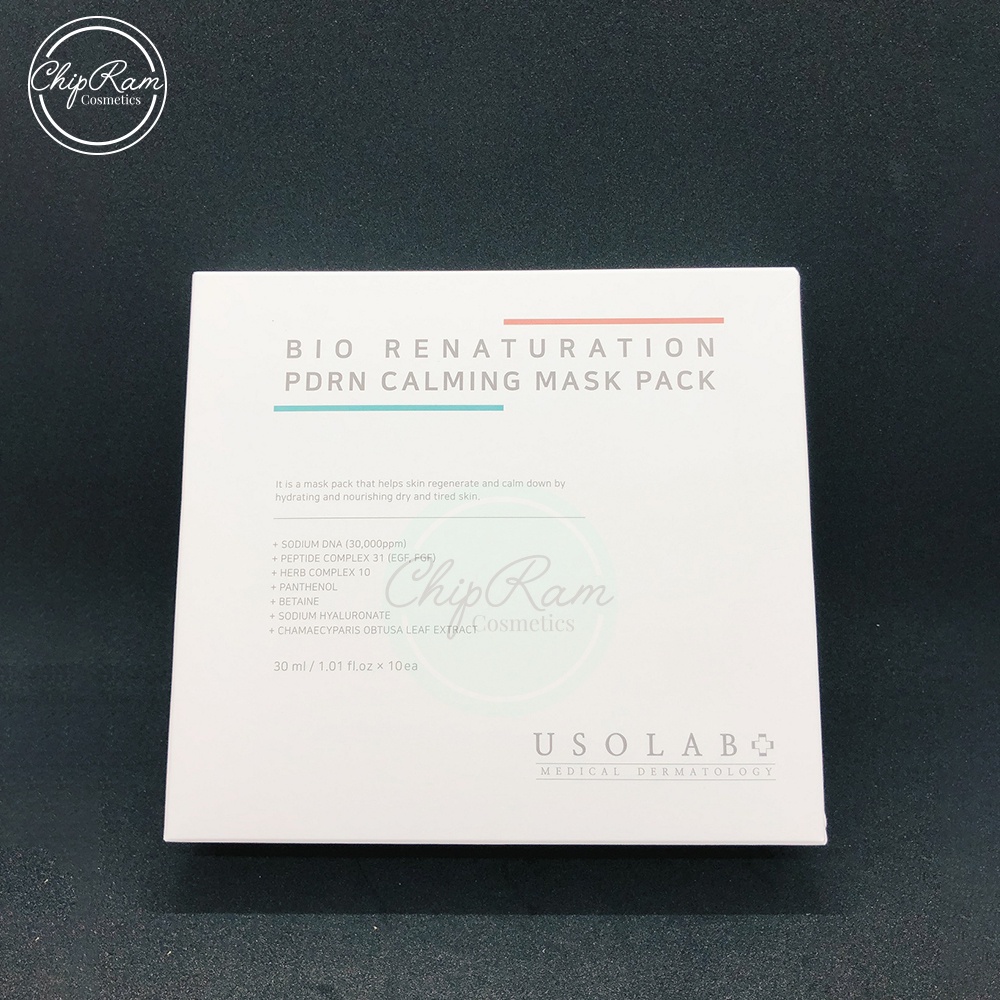 ChipRam
Cosmetics
BIO RENATURATION
PDRN CALMING MASK PACK
It is a mask pack that helps skin regenerate and calm down by
hydrating and nourishing dry and tired skin.
+ SODIUM DNA (30,000ppm)
+ PEPTIDE COMPLEX 31 (EGF, FGF)
+ HERB COMPLEX 10
+ PANTHENOL
+ BETAINE
+ SODIUM HYALURONATE
+ CHAMAECYPARIS OBTUSA LEAF EXTRACT
ChipRam
Cosmetics
30 ml / 1.01 fl.oz × 10ea
USOLAB
MEDICAL DERMATOLOGY